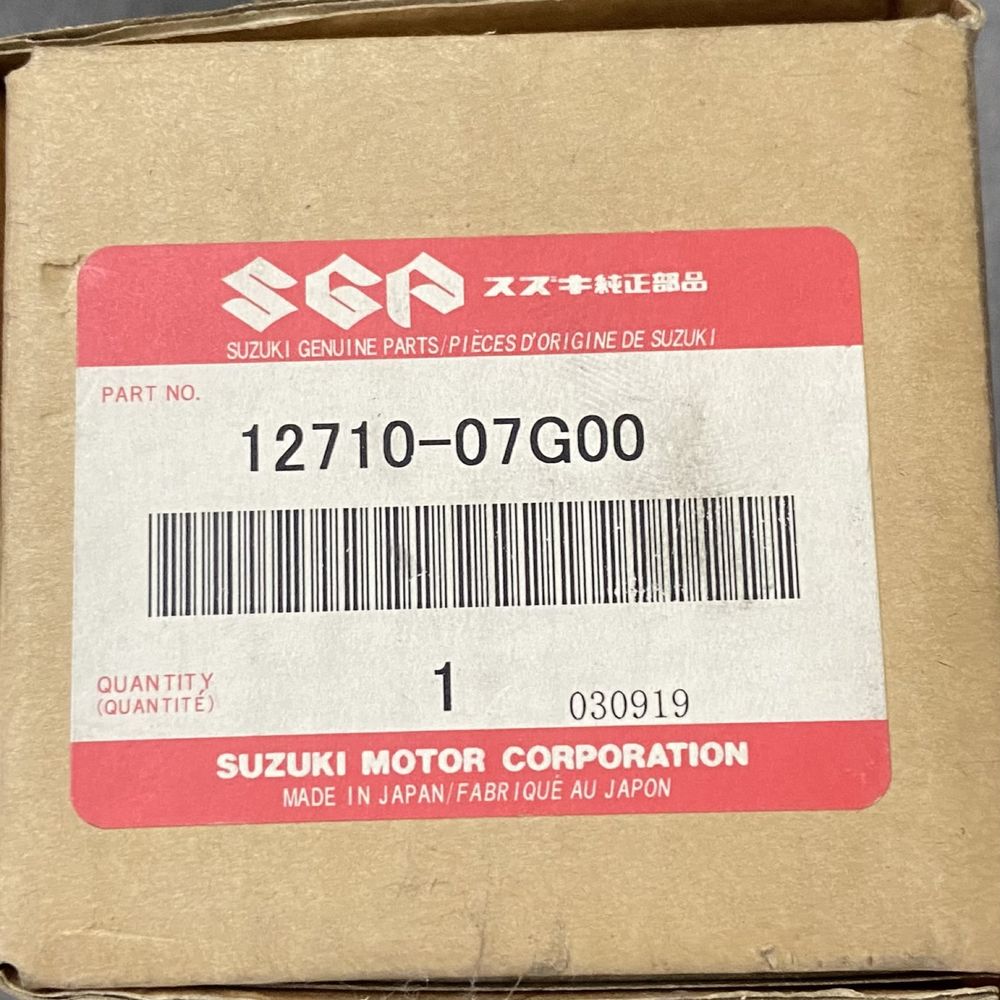 SGP スズキ純正部品
SUZUKI GENUINE PARTS/PIÈCES D'ORIGINE DE SUZUKI
PART NO.
12710-07G00
QUANTITY
(QUANTITÉ)
1
030919
SUZUKI MOTOR CORPORATION
MADE IN JAPAN/FABRIQUÉ AU JAPON